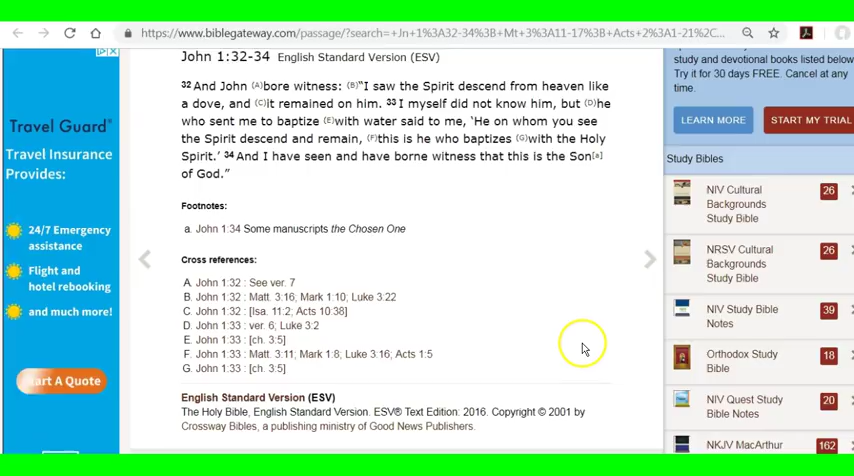 https://www.biblegateway.com/passage/?search=+Jn+1%3A32-34%3B+Mt+3%3A11-17%3B+Acts+2%3A1-21%2C...
John 1:32-34 English Standard Version (ESV)
32 And John (A)bore witness: (B)“I saw the Spirit descend from heaven like
a dove, and (C)it remained on him. 33 I myself did not know him, but (D)he
who sent me to baptize (E)with water said to me, ‘He on whom you see
the Spirit descend and remain, (F)this is he who baptizes (G)with the Holy
Spirit.’ 34 And I have seen and have borne witness that this is the Son[a]
of God.”
Footnotes:
a. John 1:34 Some manuscripts the Chosen One
Cross references:
A. John 1:32 : See ver. 7
B. John 1:32 : Matt. 3:16; Mark 1:10; Luke 3:22
C. John 1:32 : [Isa. 11:2; Acts 10:38]
D. John 1:33 : ver. 6; Luke 3:2
E. John 1:33 : [ch. 3:5]
F. John 1:33 : Matt. 3:11; Mark 1:8; Luke 3:16; Acts 1:5
G. John 1:33 : [ch. 3:5]
English Standard Version (ESV)
The Holy Bible, English Standard Version. ESV® Text Edition: 2016. Copyright © 2001 by
Crossway Bibles, a publishing ministry of Good News Publishers.
Travel Guard®
Travel Insurance
Provides:
24/7 Emergency
assistance
Flight and
hotel rebooking
and much more!
Start A Quote
study and devotional books listed below
Try it for 30 days FREE. Cancel at any
time.
LEARN MORE
START MY TRIAL
Study Bibles
NIV Cultural
Backgrounds
Study Bible
26
NRSV Cultural
Backgrounds
Study Bible
26
NIV Study Bible
Notes
39
Orthodox Study
Bible
18
NIV Quest Study
Bible Notes
20
NKJV MacArthur
162